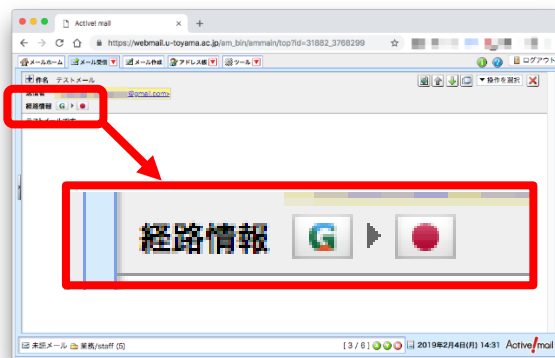 Active! mail
https://webmail.u-toyama.ac.jp/am_bin/ammain/top?id=31882_3768299
メールホーム メール受信 メール作成 アドレス帳 ツール ログアウト
件名 テストメール
▼操作を選択
@gmail.com>
経路情報 G
経路情報 G
未読メール 業務/staff (5) [ 3 / 6 ] 2019年2月4日(月) 14:31 Active! mail